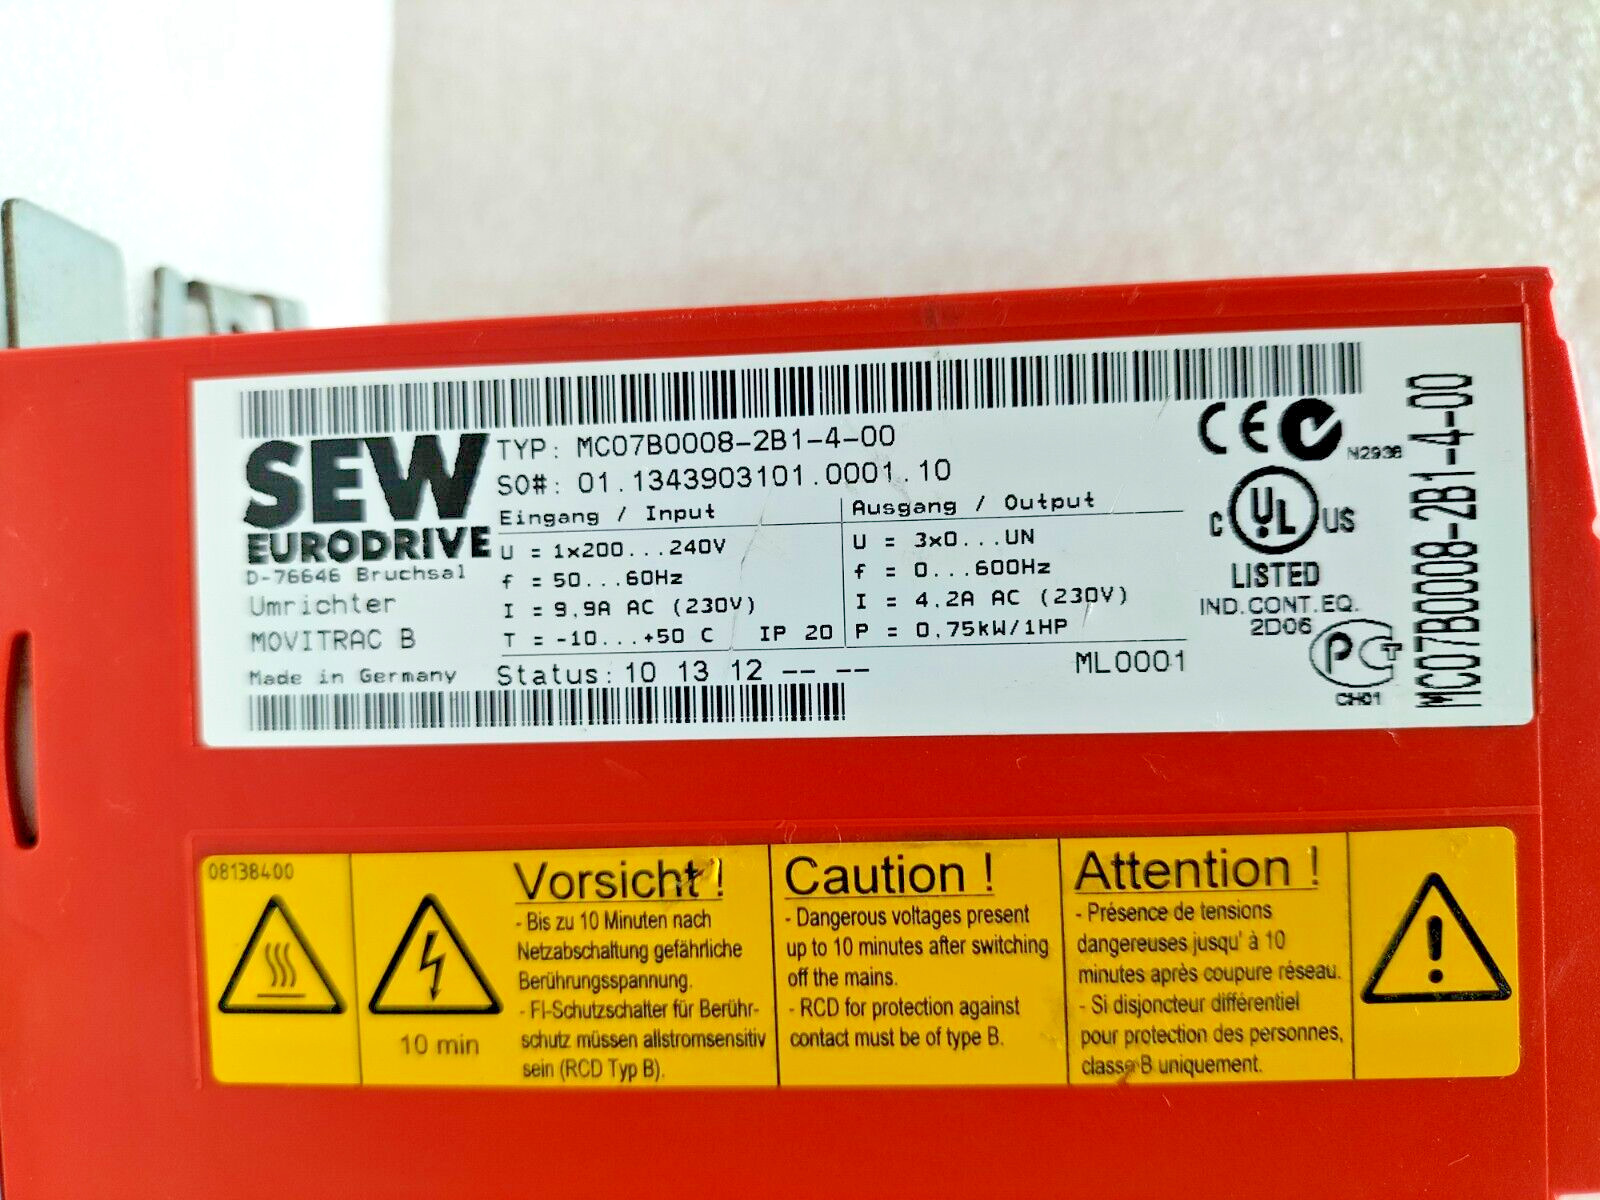 SEW
EURODRIVE
D-76646 Bruchsal
Umrichter
MOVITRAC B
Made in Germany
TYP: MC07B0008-2B1-4-00
SO#: 01.1343903101.0001.10
Eingang / Input
U = 1x200...240V
f = 50...60Hz
I = 9.9A AC (230V)
T = -10...+50 C IP 20
Ausgang / Output
U = 3x0...UN
f = 0...600Hz
I = 4.2A AC (230V)
P = 0.75kW/1HP
Status: 10 13 12 -- --
ML0001
CE
N2936
C UL US
LISTED
IND.CONT.EQ.
2D06
CH01
MC07B0008-2B1-4-00
08138400
10 min
Vorsicht !
- Bis zu 10 Minuten nach
Netzabschaltung gefährliche
Berührungsspannung.
- FI-Schutzschalter für Berühr-
schutz müssen allstromsensitiv
sein (RCD Typ B).
Caution !
- Dangerous voltages present
up to 10 minutes after switching
off the mains.
- RCD for protection against
contact must be of type B.
Attention !
- Présence de tensions
dangereuses jusqu' à 10
minutes après coupure réseau.
- Si disjoncteur différentiel
pour protection des personnes,
classe B uniquement.